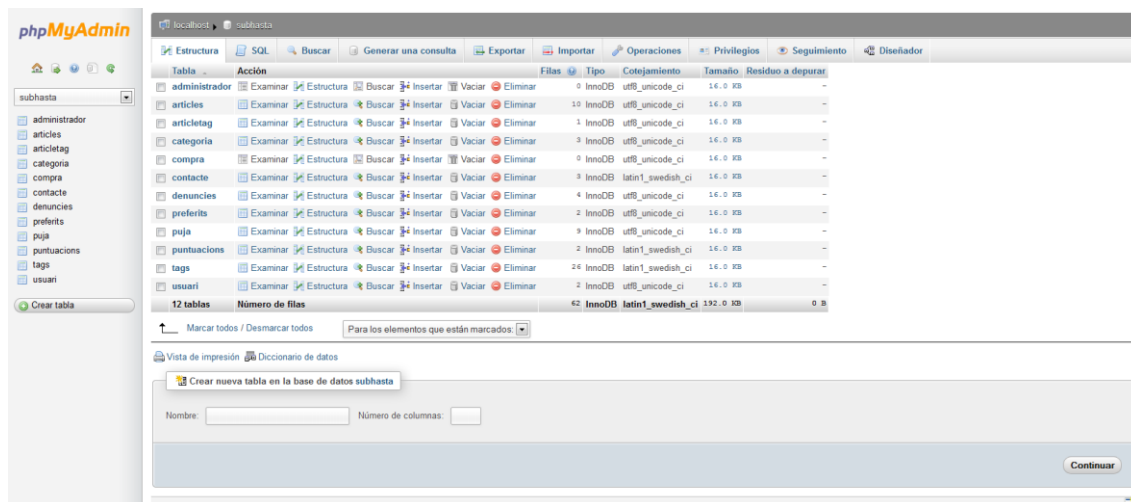 phpMyAdmin
localhost ▸ subhasta
Estructura SQL Buscar Generar una consulta Exportar Importar Operaciones Privilegios Seguimiento Diseñador
subhasta
administrador
articles
articletag
categoria
compra
contacte
denuncies
preferits
puja
puntuacions
tags
usuari
Crear tabla
Tabla Acción Filas Tipo Cotejamiento Tamaño Residuo a depurar
administrador Examinar Estructura Buscar Insertar Vaciar Eliminar 0 InnoDB utf8_unicode_ci 16.0 KB -
articles Examinar Estructura Buscar Insertar Vaciar Eliminar 10 InnoDB utf8_unicode_ci 16.0 KB -
articletag Examinar Estructura Buscar Insertar Vaciar Eliminar 1 InnoDB utf8_unicode_ci 16.0 KB -
categoria Examinar Estructura Buscar Insertar Vaciar Eliminar 3 InnoDB utf8_unicode_ci 16.0 KB -
compra Examinar Estructura Buscar Insertar Vaciar Eliminar 0 InnoDB utf8_unicode_ci 16.0 KB -
contacte Examinar Estructura Buscar Insertar Vaciar Eliminar 3 InnoDB latin1_swedish_ci 16.0 KB -
denuncies Examinar Estructura Buscar Insertar Vaciar Eliminar 4 InnoDB utf8_unicode_ci 16.0 KB -
preferits Examinar Estructura Buscar Insertar Vaciar Eliminar 2 InnoDB utf8_unicode_ci 16.0 KB -
puja Examinar Estructura Buscar Insertar Vaciar Eliminar 9 InnoDB utf8_unicode_ci 16.0 KB -
puntuacions Examinar Estructura Buscar Insertar Vaciar Eliminar 2 InnoDB latin1_swedish_ci 16.0 KB -
tags Examinar Estructura Buscar Insertar Vaciar Eliminar 26 InnoDB latin1_swedish_ci 16.0 KB -
usuari Examinar Estructura Buscar Insertar Vaciar Eliminar 2 InnoDB utf8_unicode_ci 16.0 KB -
12 tablas Número de filas 62 InnoDB latin1_swedish_ci 192.0 KB 0 B
Marcar todos / Desmarcar todos Para los elementos que están marcados:
Vista de impresión Diccionario de datos
Crear nueva tabla en la base de datos subhasta
Nombre: Número de columnas:
Continuar